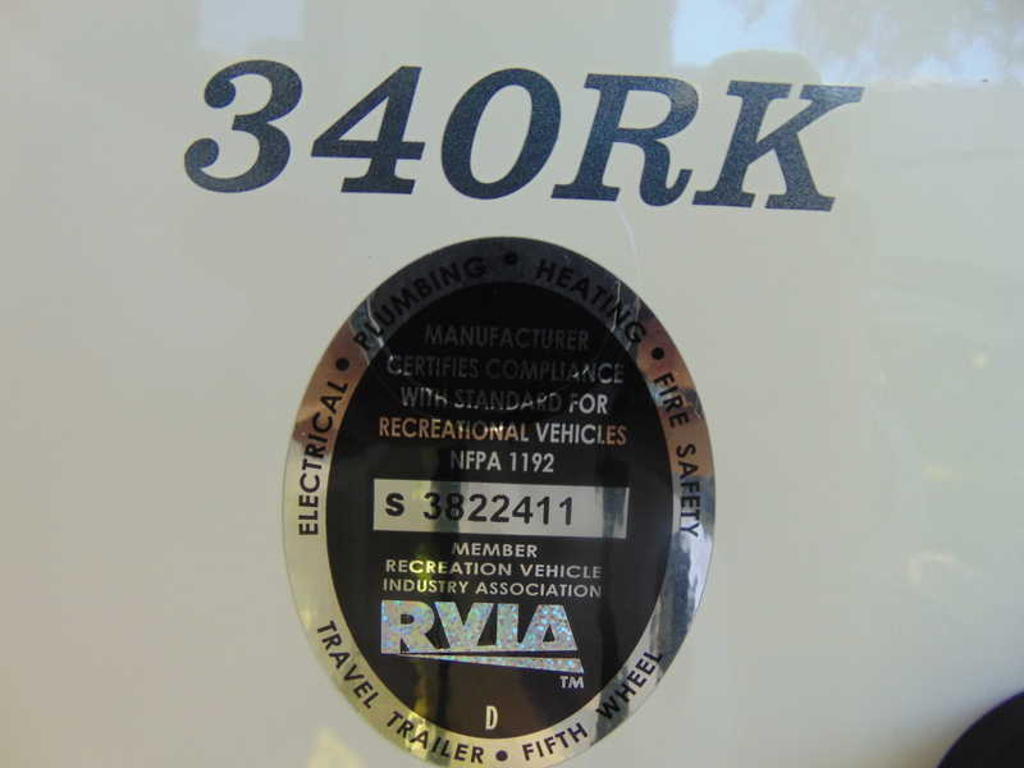 340RK
ELECTRICAL • PLUMBING • HEATING • FIRE SAFETY
MANUFACTURER
CERTIFIES COMPLIANCE
WITH STANDARD FOR
RECREATIONAL VEHICLES
NFPA 1192
S 3822411
MEMBER
RECREATION VEHICLE
INDUSTRY ASSOCIATION
RVIA
TM
D
TRAVEL TRAILER • FIFTH WHEEL